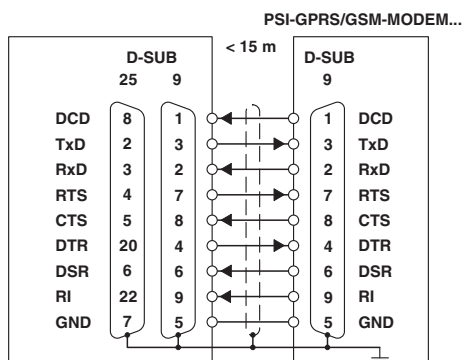 PSI-GPRS/GSM-MODEM...
< 15 m
D-SUB D-SUB
25 9 9
DCD 8 1 1 DCD
TxD 2 3 3 TxD
RxD 3 2 2 RxD
RTS 4 7 7 RTS
CTS 5 8 8 CTS
DTR 20 4 4 DTR
DSR 6 6 6 DSR
RI 22 9 9 RI
GND 7 5 5 GND